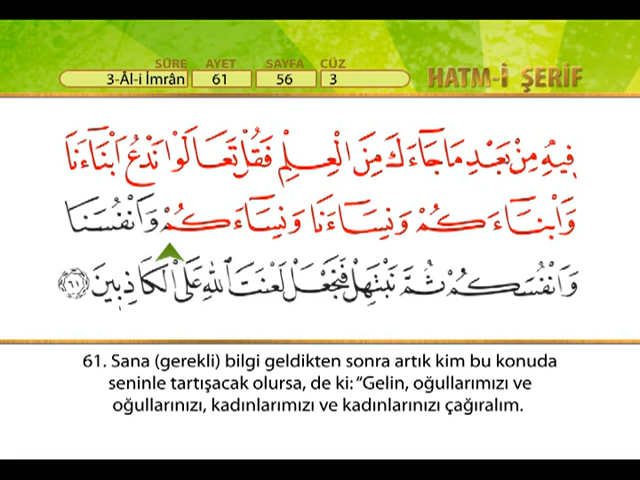 SÛRE AYET SAYFA CÜZ
3-Âl-i İmrân 61 56 3
HATM-İ ŞERİF
فِيهِ مِنْ بَعْدِ مَا جَٓاءَكَ مِنَ الْعِلْمِ فَقُلْ تَعَالَوْا نَدْعُ اَبْنَٓاءَنَا
وَاَبْنَٓاءَكُمْ وَنِسَٓاءَنَا وَنِسَٓاءَكُمْ وَاَنْفُسَنَا
وَاَنْفُسَكُمْ ثُمَّ نَبْتَهِلْ فَنَجْعَلْ لَعْنَتَ اللّٰهِ عَلَى الْكَاذِبِينَ ﴿٦١﴾
61. Sana (gerekli) bilgi geldikten sonra artık kim bu konuda
seninle tartışacak olursa, de ki: “Gelin, oğullarımızı ve
oğullarınızı, kadınlarımızı ve kadınlarınızı çağıralım.